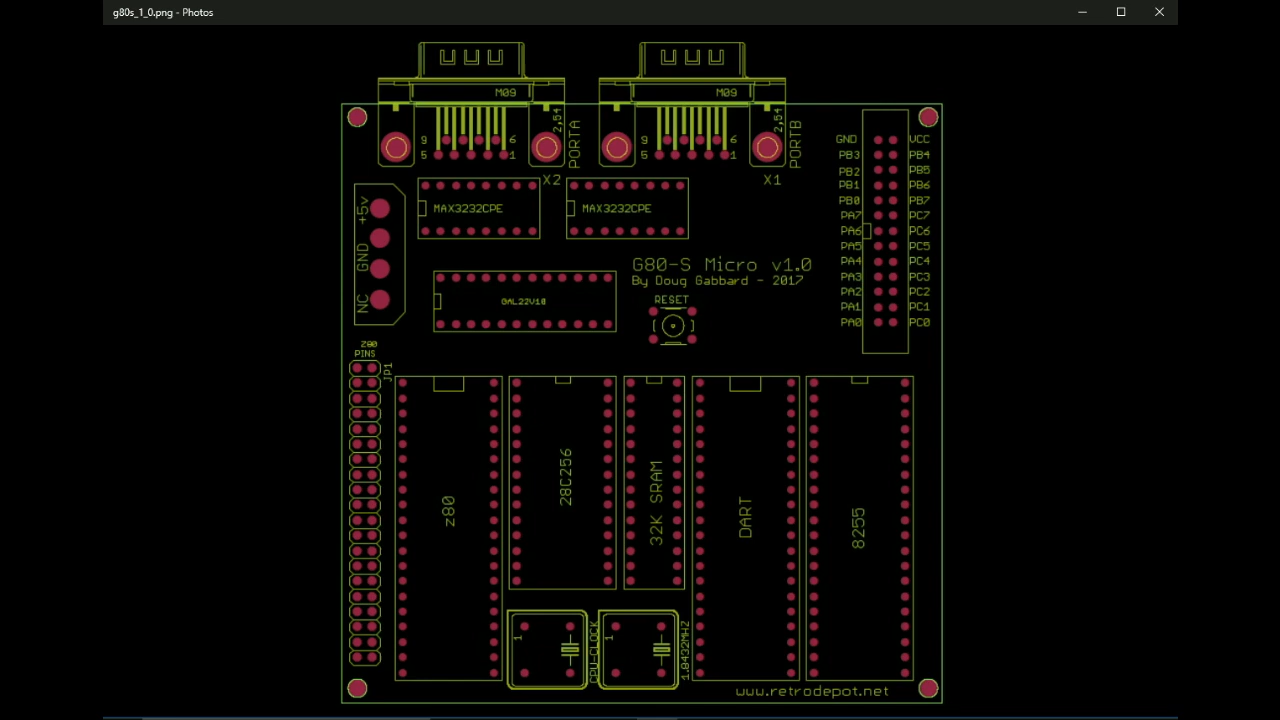 g80s_1_0.png - Photos
M09
M09
2,54
PORTA
2,54
PORTB
9
6
5
1
9
6
5
1
X2
X1
GND VCC
PB3 PB4
PB2 PB5
PB1 PB6
PB0 PB7
PA7 PC7
PA6 PC6
PA5 PC5
PA4 PC4
PA3 PC3
PA2 PC2
PA1 PC1
PA0 PC0
+5v
GND
NC
MAX3232CPE
MAX3232CPE
G80-S Micro v1.0
By Doug Gabbard - 2017
GAL22V10
RESET
Z80
PINS
JP1
z80
28C256
32K SRAM
DART
8255
1
CPU-CLOCK
1
1.8432MHZ
www.retrodepot.net